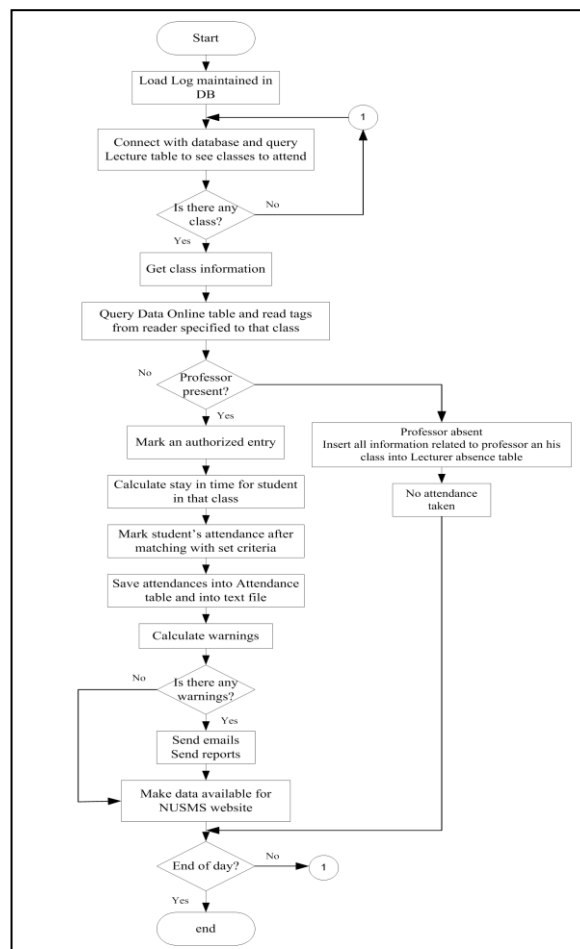 Start
Load Log maintained in
DB
1
Connect with database and query
Lecture table to see classes to attend
No
Is there any
class?
Yes
Get class information
Query Data Online table and read tags
from reader specified to that class
No
Professor
present?
Yes
Professor absent
Insert all information related to professor an his
class into Lecturer absence table
Mark an authorized entry
No attendance
taken
Calculate stay in time for student
in that class
Mark student's attendance after
matching with set criteria
Save attendances into Attendance
table and into text file
Calculate warnings
No
Is there any
warnings?
Yes
Send emails
Send reports
Make data available for
NUSMS website
End of day?
No
1
Yes
end